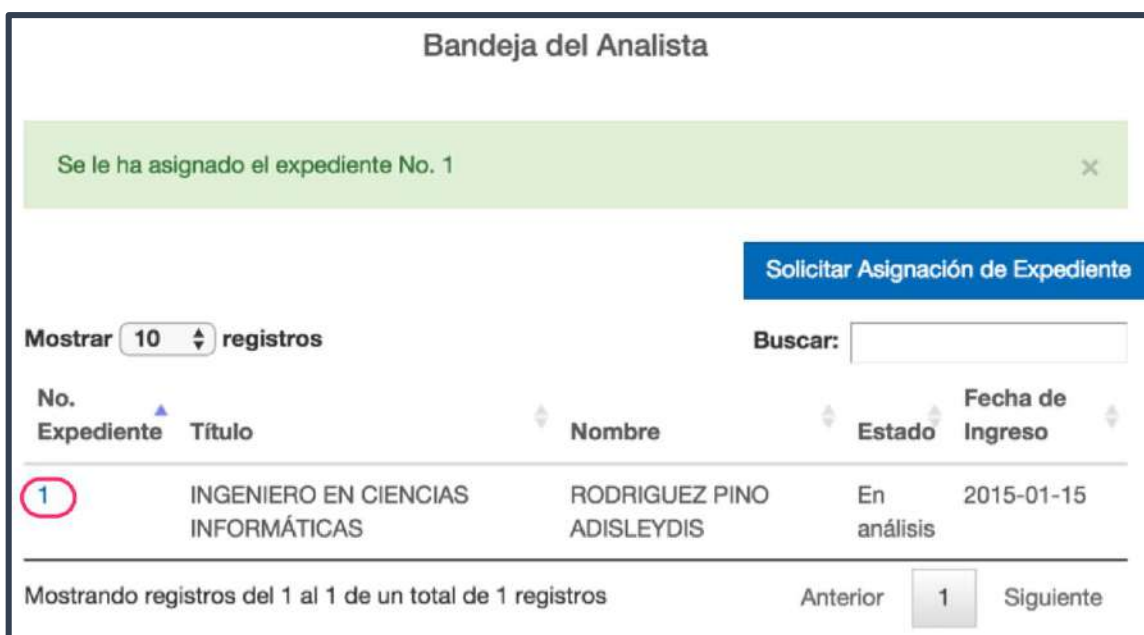 Bandeja del Analista
Se le ha asignado el expediente No. 1 ×
Solicitar Asignación de Expediente
Mostrar 10 registros Buscar:
No. Expediente Título Nombre Estado Fecha de Ingreso
1 INGENIERO EN CIENCIAS RODRIGUEZ PINO En 2015-01-15
INFORMÁTICAS ADISLEYDIS análisis
Mostrando registros del 1 al 1 de un total de 1 registros Anterior 1 Siguiente